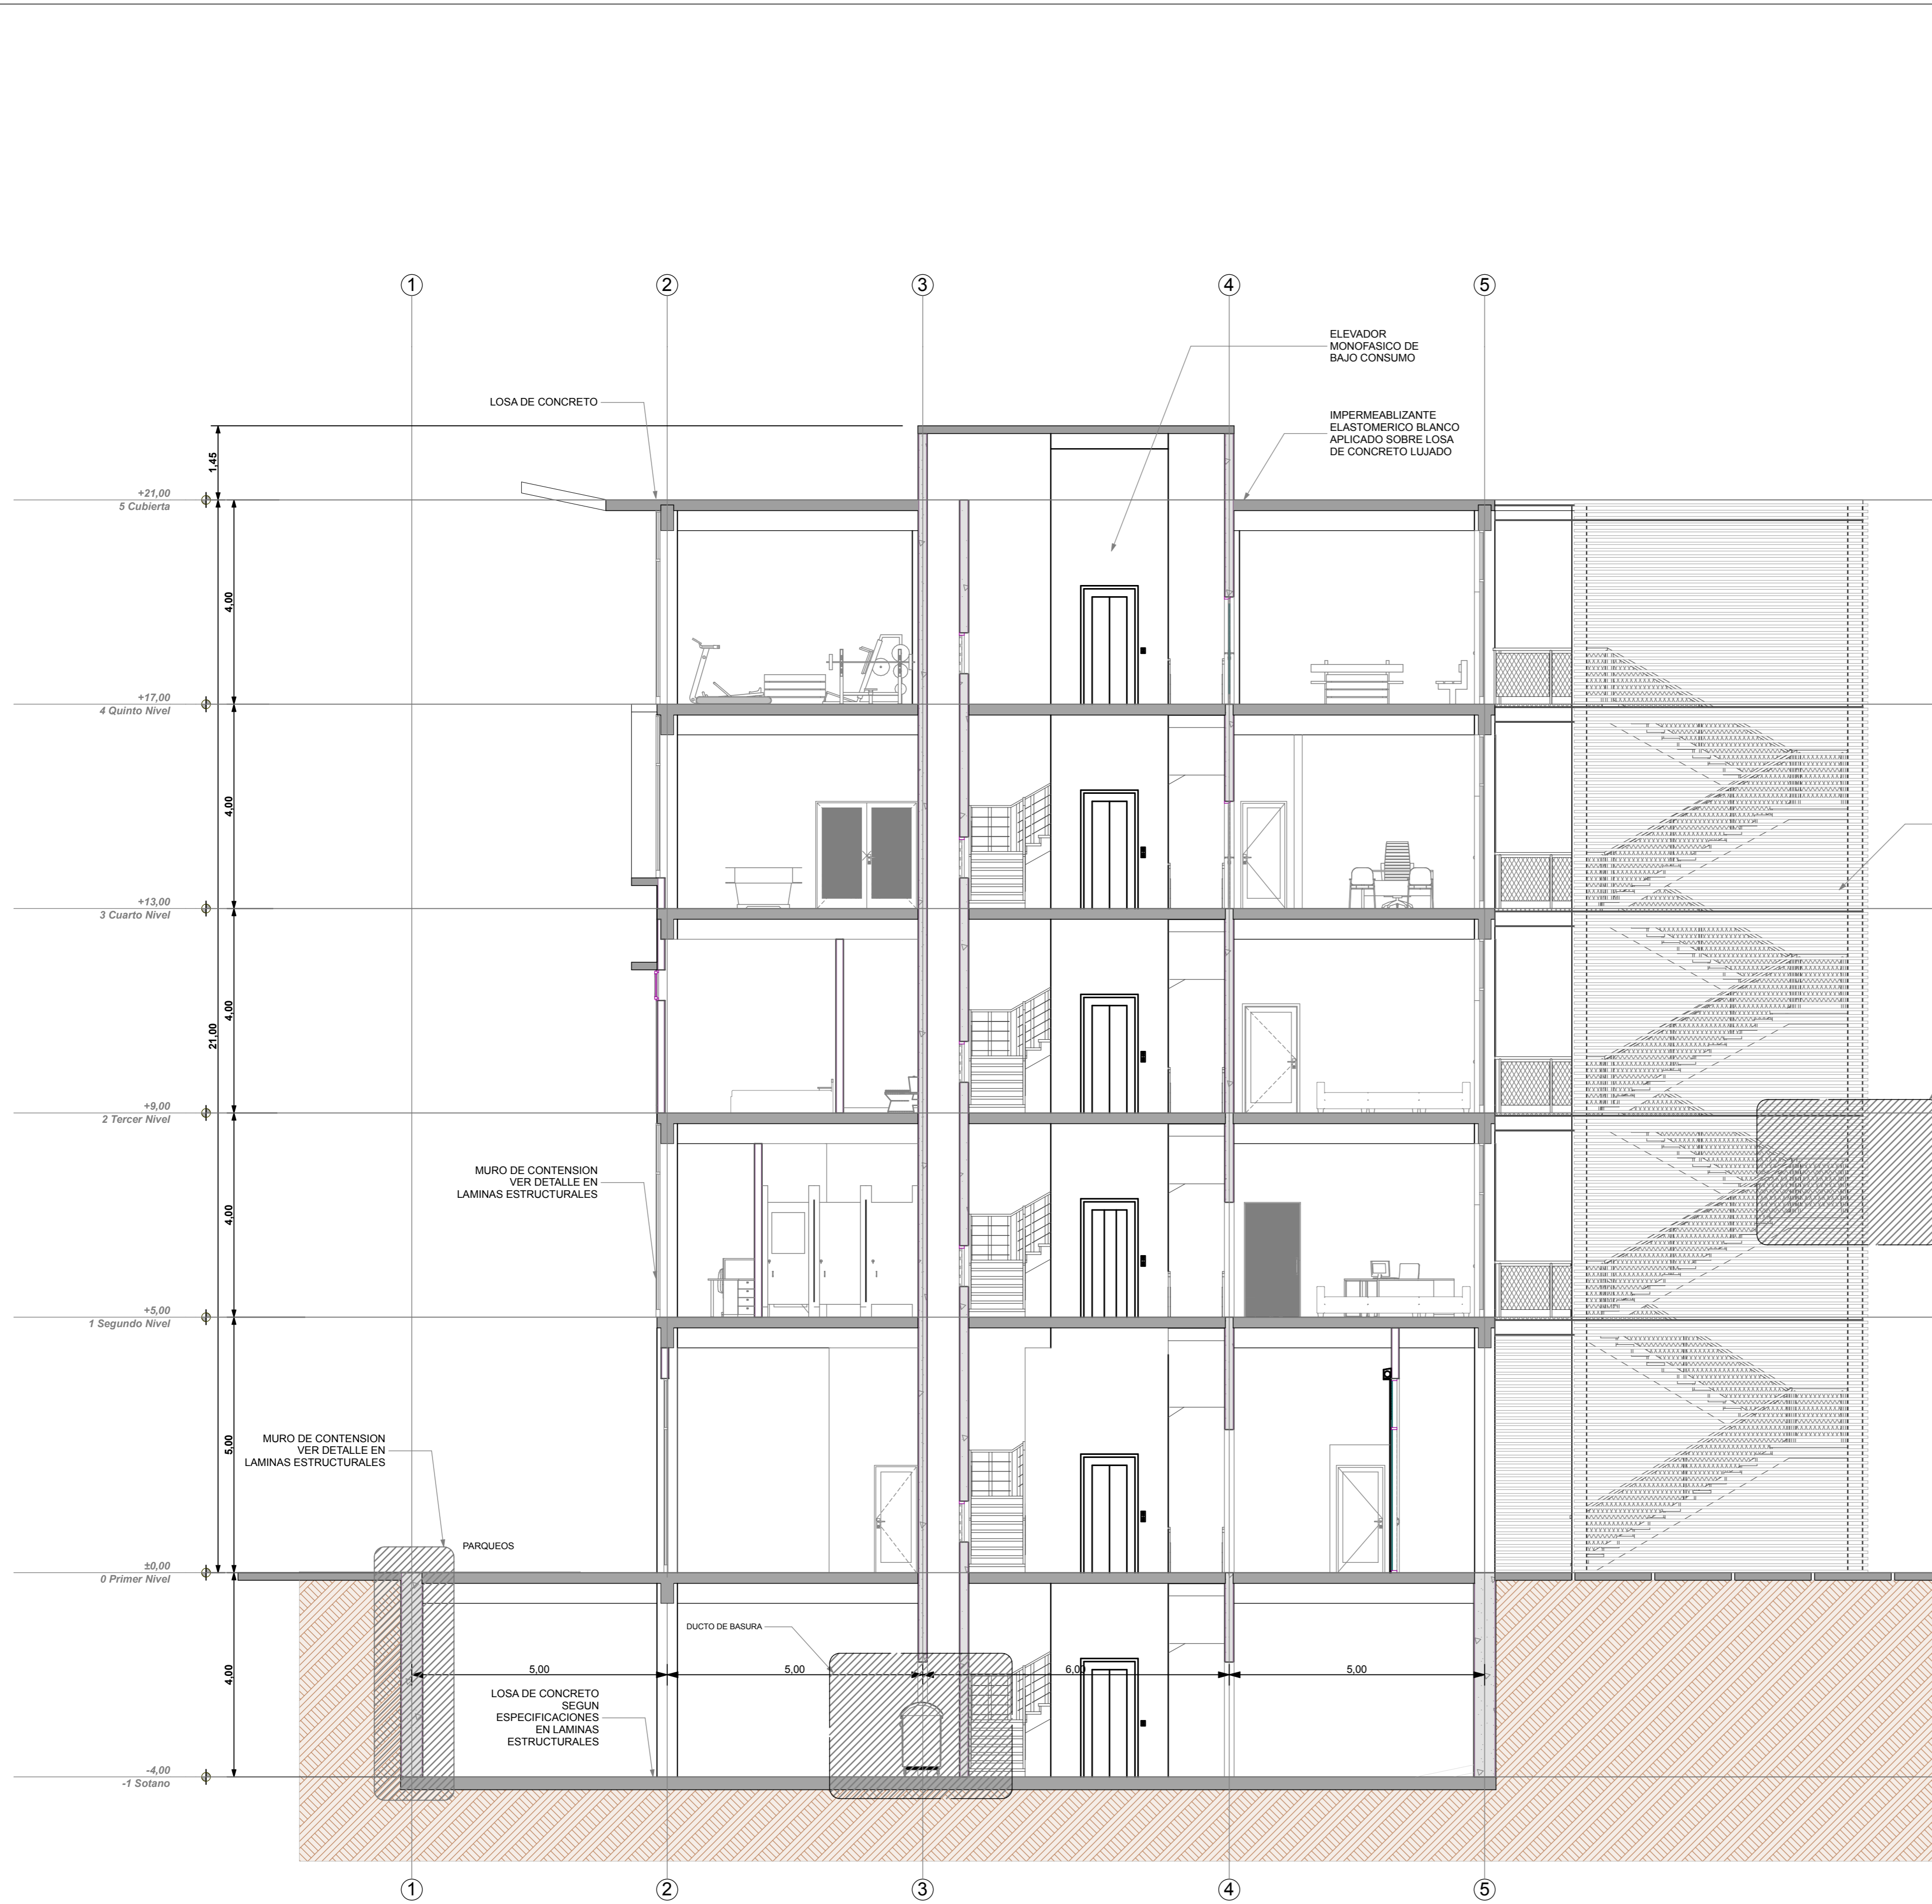 1 2 3 4 5
ELEVADOR
MONOFASICO DE
BAJO CONSUMO
LOSA DE CONCRETO
IMPERMEABLIZANTE
ELASTOMERICO BLANCO
APLICADO SOBRE LOSA
DE CONCRETO LUJADO
1,45
+21,00
5 Cubierta
4,00
+17,00
4 Quinto Nivel
4,00
+13,00
3 Cuarto Nivel
4,00
21,00
+9,00
2 Tercer Nivel
MURO DE CONTENSION
VER DETALLE EN
LAMINAS ESTRUCTURALES
4,00
+5,00
1 Segundo Nivel
MURO DE CONTENSION
VER DETALLE EN
LAMINAS ESTRUCTURALES
5,00
PARQUEOS
±0,00
0 Primer Nivel
DUCTO DE BASURA
4,00
5,00 5,00 6,00 5,00
LOSA DE CONCRETO
SEGUN
ESPECIFICACIONES
EN LAMINAS
ESTRUCTURALES
-4,00
-1 Sotano
1 2 3 4 5